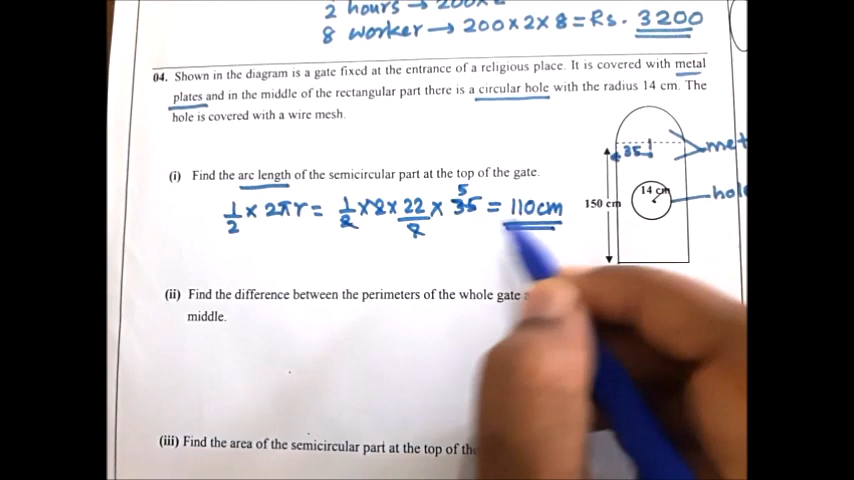 2 hours → 200x2
8 worker → 200×2×8 = Rs. 3200
04. Shown in the diagram is a gate fixed at the entrance of a religious place. It is covered with metal
plates and in the middle of the rectangular part there is a circular hole with the radius 14 cm. The
hole is covered with a wire mesh.
35
met
(i) Find the arc length of the semicircular part at the top of the gate.
14 cm
hole
150 cm
5
1/2 × 2πr = 1/2 × 2 × 22/7 × 35 = 110cm
(ii) Find the difference between the perimeters of the whole gate
middle.
(iii) Find the area of the semicircular part at the top of the